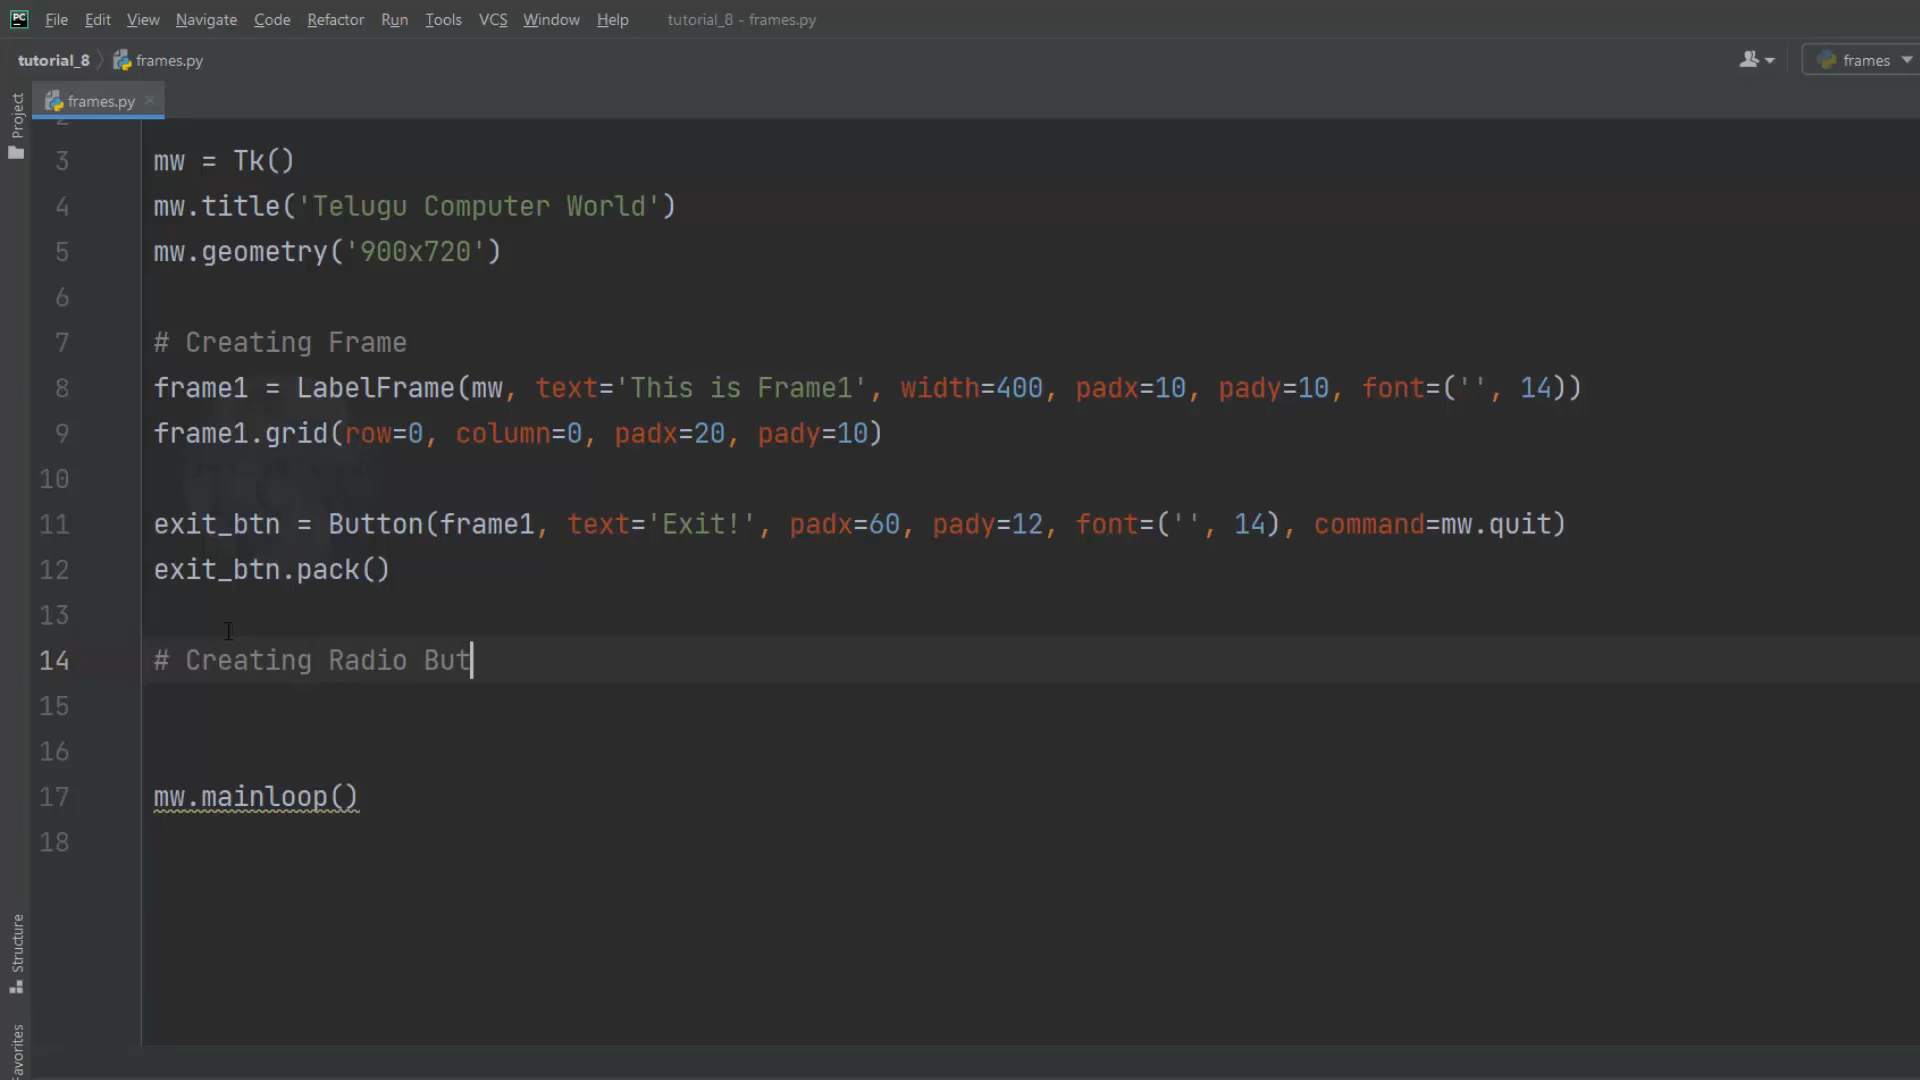 PC File Edit View Navigate Code Refactor Run Tools VCS Window Help tutorial_8 - frames.py
tutorial_8 frames.py frames
frames.py
Project
3 mw = Tk()
4 mw.title('Telugu Computer World')
5 mw.geometry('900x720')
6
7 # Creating Frame
8 frame1 = LabelFrame(mw, text='This is Frame1', width=400, padx=10, pady=10, font=('', 14))
9 frame1.grid(row=0, column=0, padx=20, pady=10)
10
11 exit_btn = Button(frame1, text='Exit!', padx=60, pady=12, font=('', 14), command=mw.quit)
12 exit_btn.pack()
13
14 # Creating Radio But
15
16
17 mw.mainloop()
18
Structure
Favorites